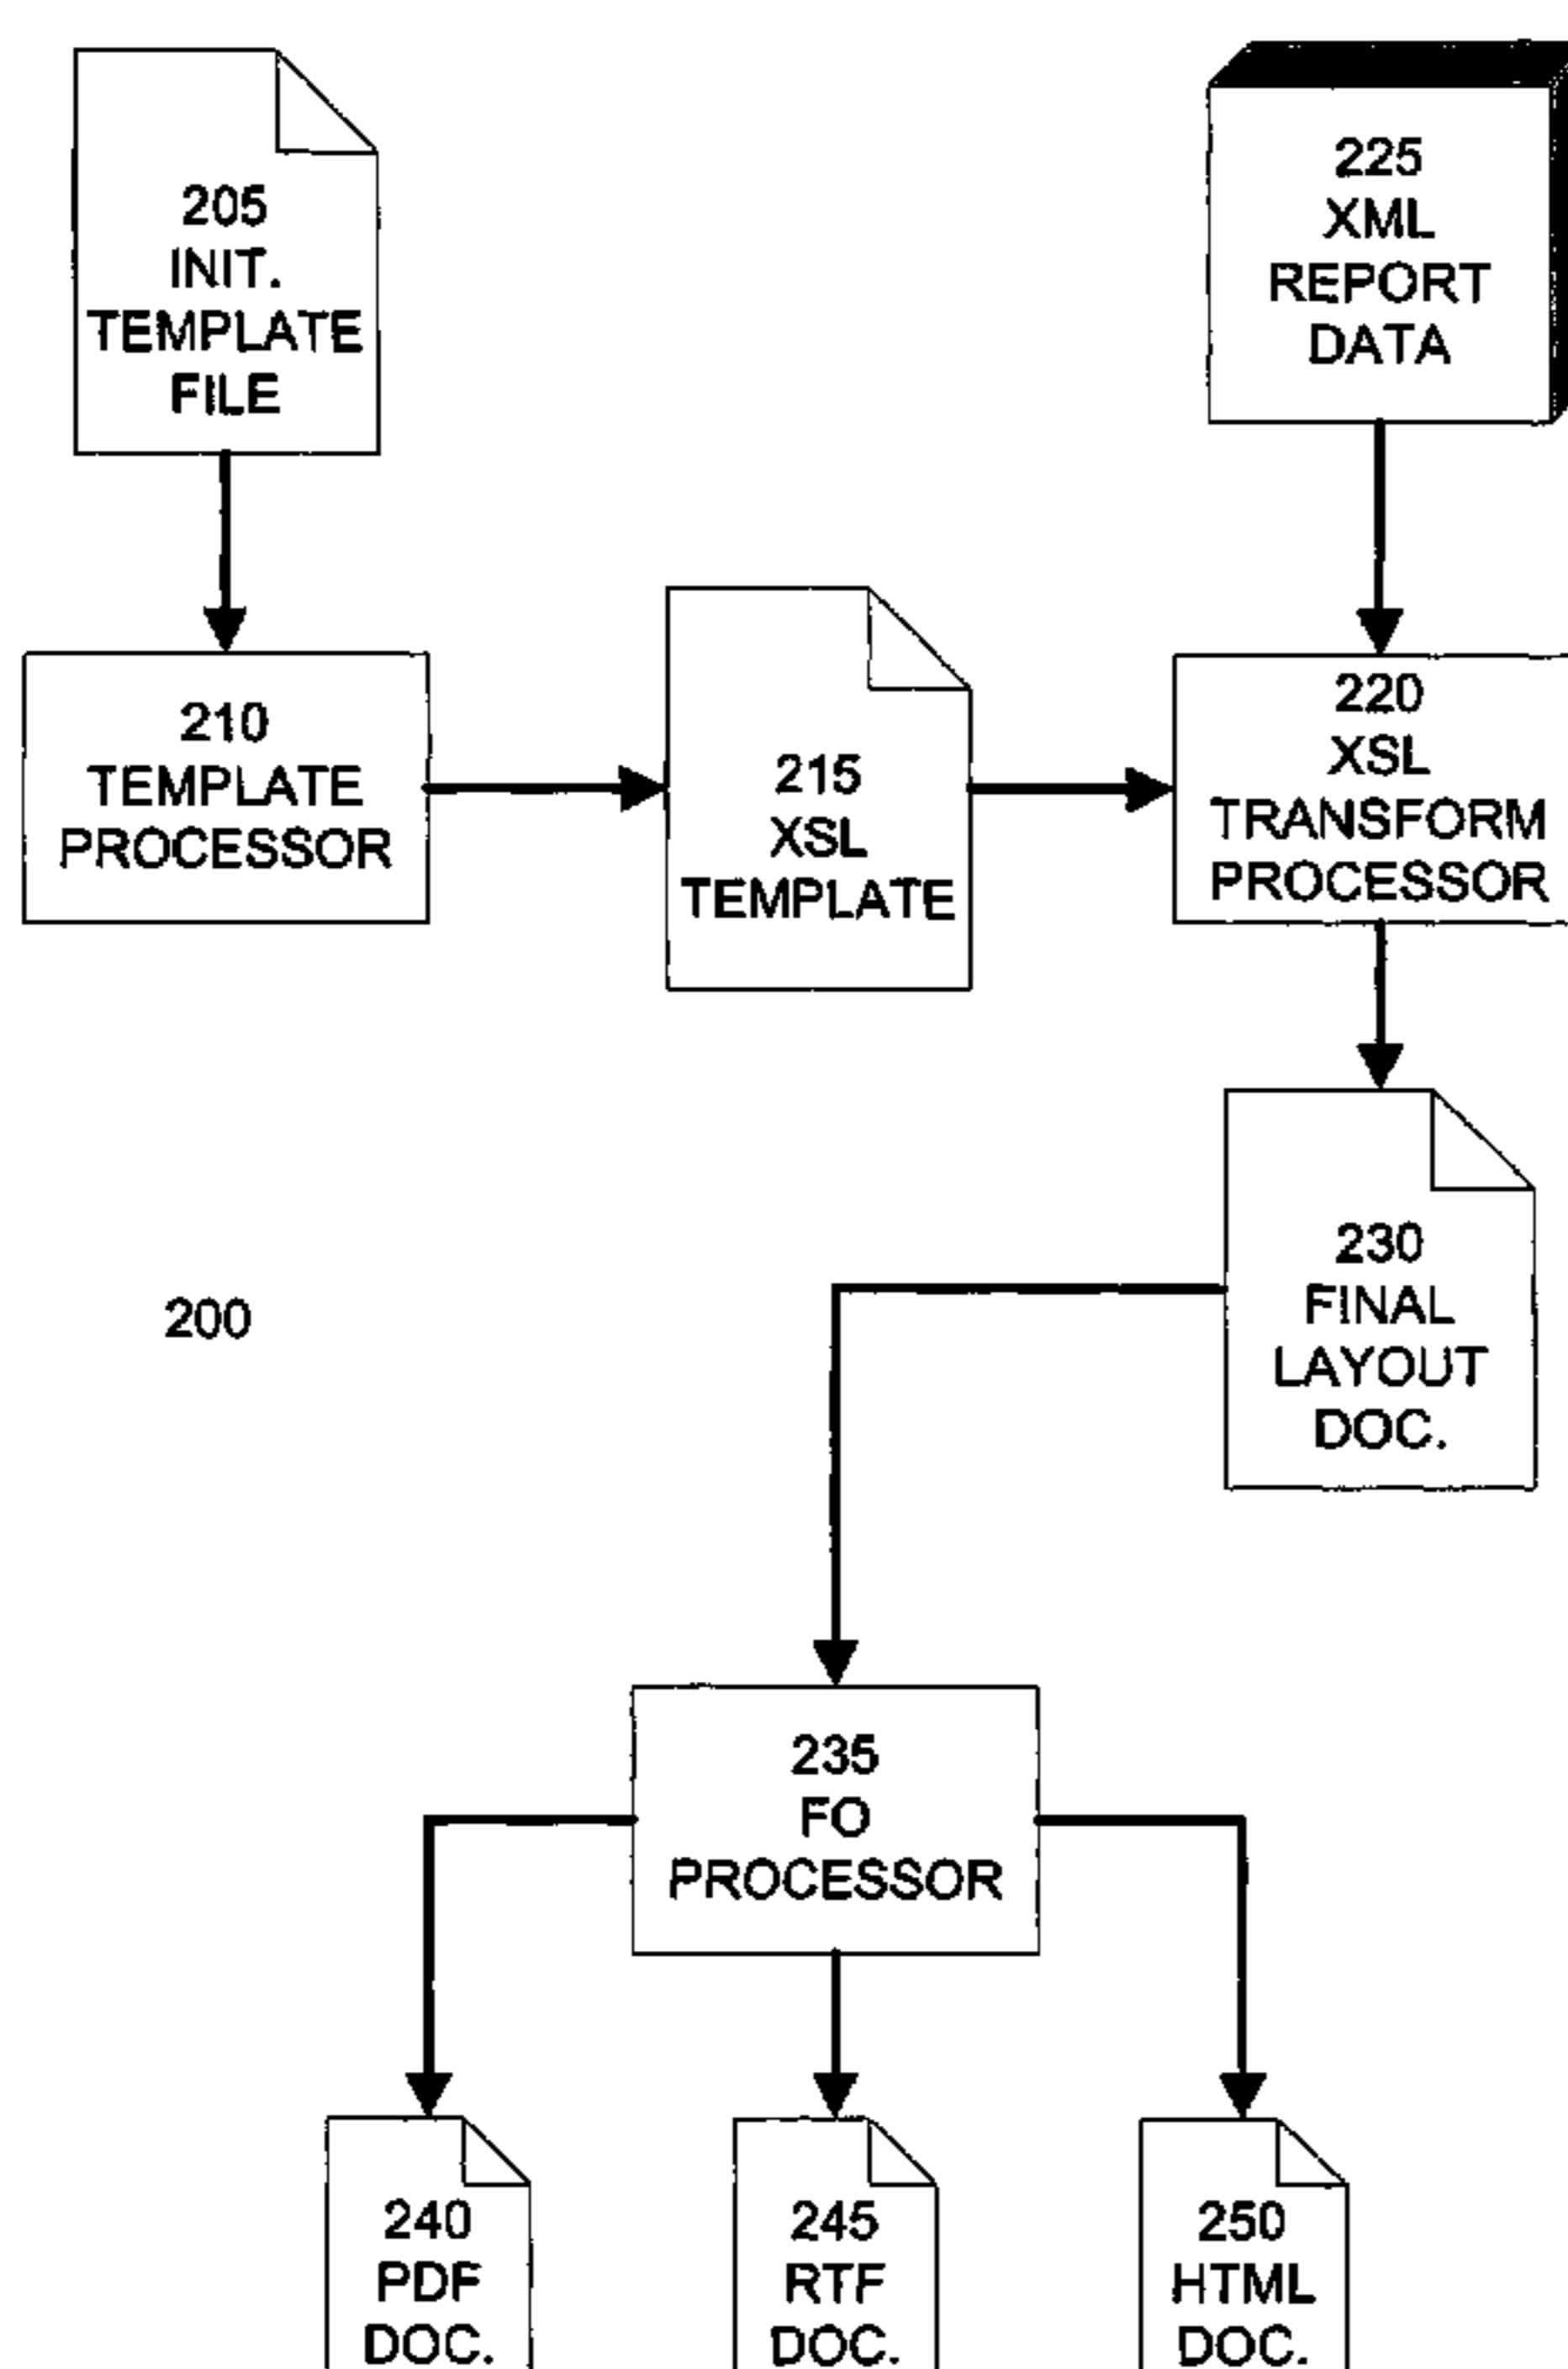 205
INIT.
TEMPLATE
FILE
225
XML
REPORT
DATA
210
TEMPLATE
PROCESSOR
215
XSL
TEMPLATE
220
XSL
TRANSFORM
PROCESSOR
230
FINAL
LAYOUT
DOC.
200
235
FO
PROCESSOR
240
PDF
DOC.
245
RTF
DOC.
250
HTML
DOC.